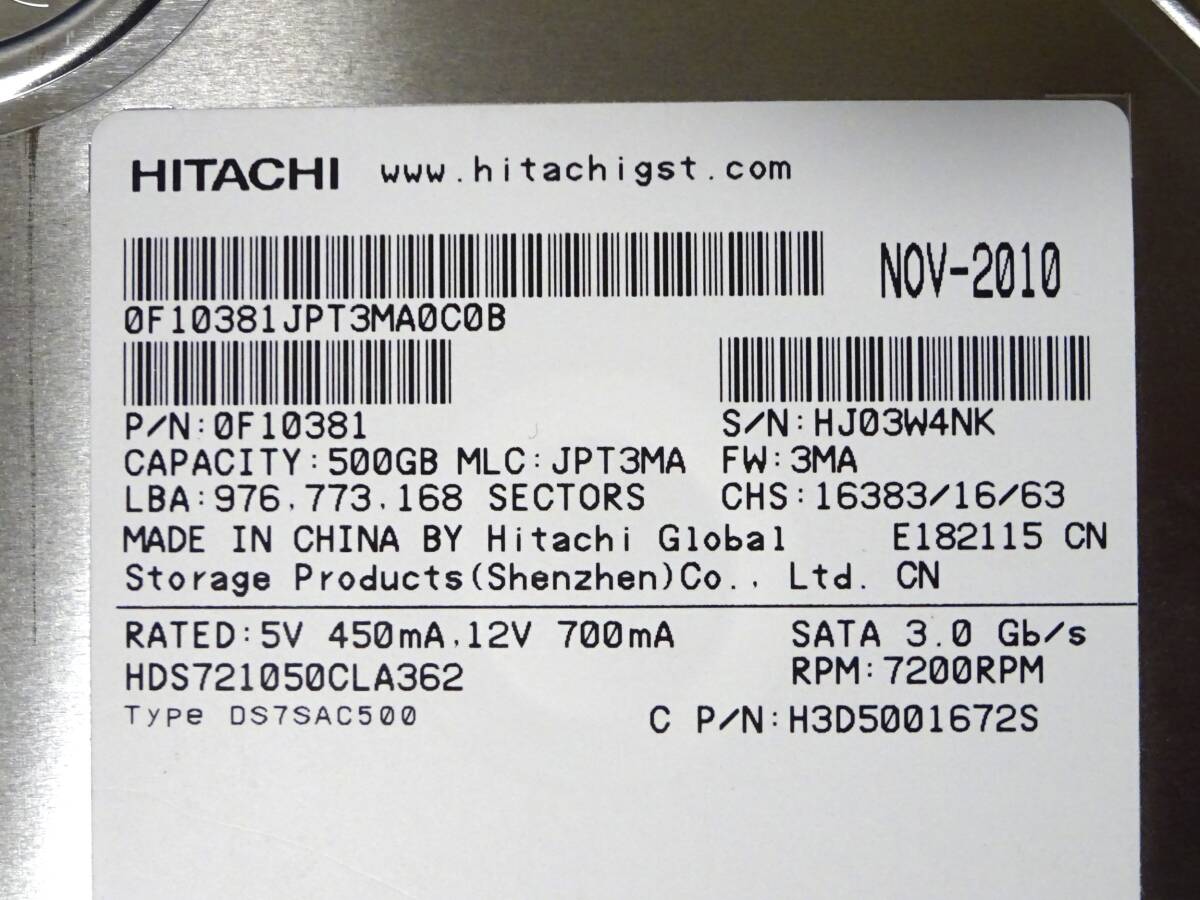 HITACHI www.hitachigst.com
NOV-2010
0F10381JPT3MA0C0B
P/N:0F10381 S/N:HJ03W4NK
CAPACITY:500GB MLC:JPT3MA FW:3MA
LBA:976,773,168 SECTORS CHS:16383/16/63
MADE IN CHINA BY Hitachi Global E182115 CN
Storage Products(Shenzhen)Co., Ltd. CN
RATED:5V 450mA,12V 700mA SATA 3.0 Gb/s
HDS721050CLA362 RPM:7200RPM
Type DS7SAC500 C P/N:H3D5001672S